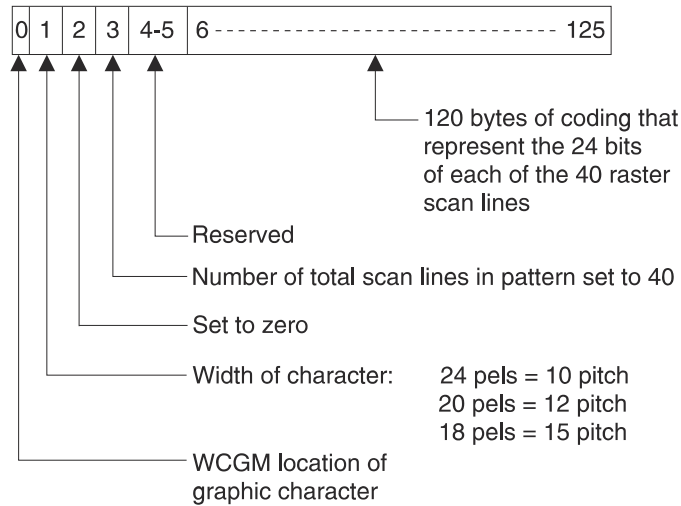 0 1 2 3 4-5 6 ---------------------------- 125
120 bytes of coding that
represent the 24 bits
of each of the 40 raster
scan lines
Reserved
Number of total scan lines in pattern set to 40
Set to zero
Width of character: 24 pels = 10 pitch
20 pels = 12 pitch
18 pels = 15 pitch
WCGM location of
graphic character